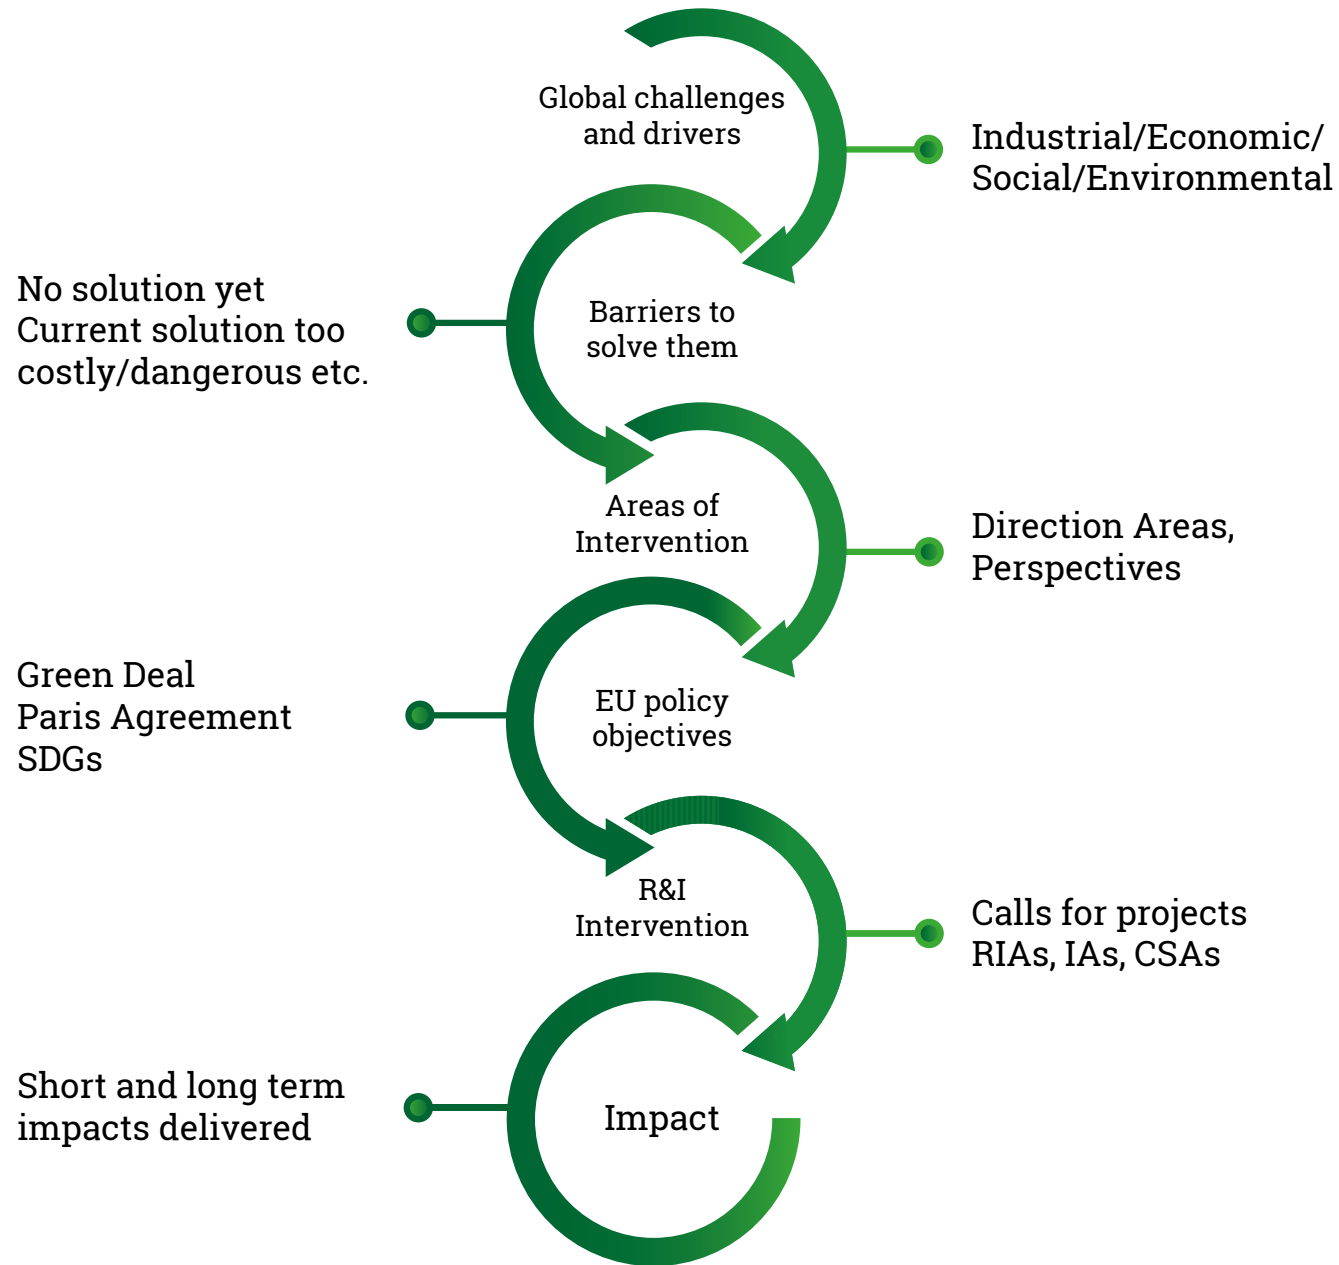 Global challenges
and drivers
Industrial/Economic/
Social/Environmental
No solution yet
Current solution too
costly/dangerous etc.
Barriers to
solve them
Areas of
Intervention
Direction Areas,
Perspectives
Green Deal
Paris Agreement
SDGs
EU policy
objectives
R&I
Intervention
Calls for projects
RIAs, IAs, CSAs
Short and long term
impacts delivered
Impact